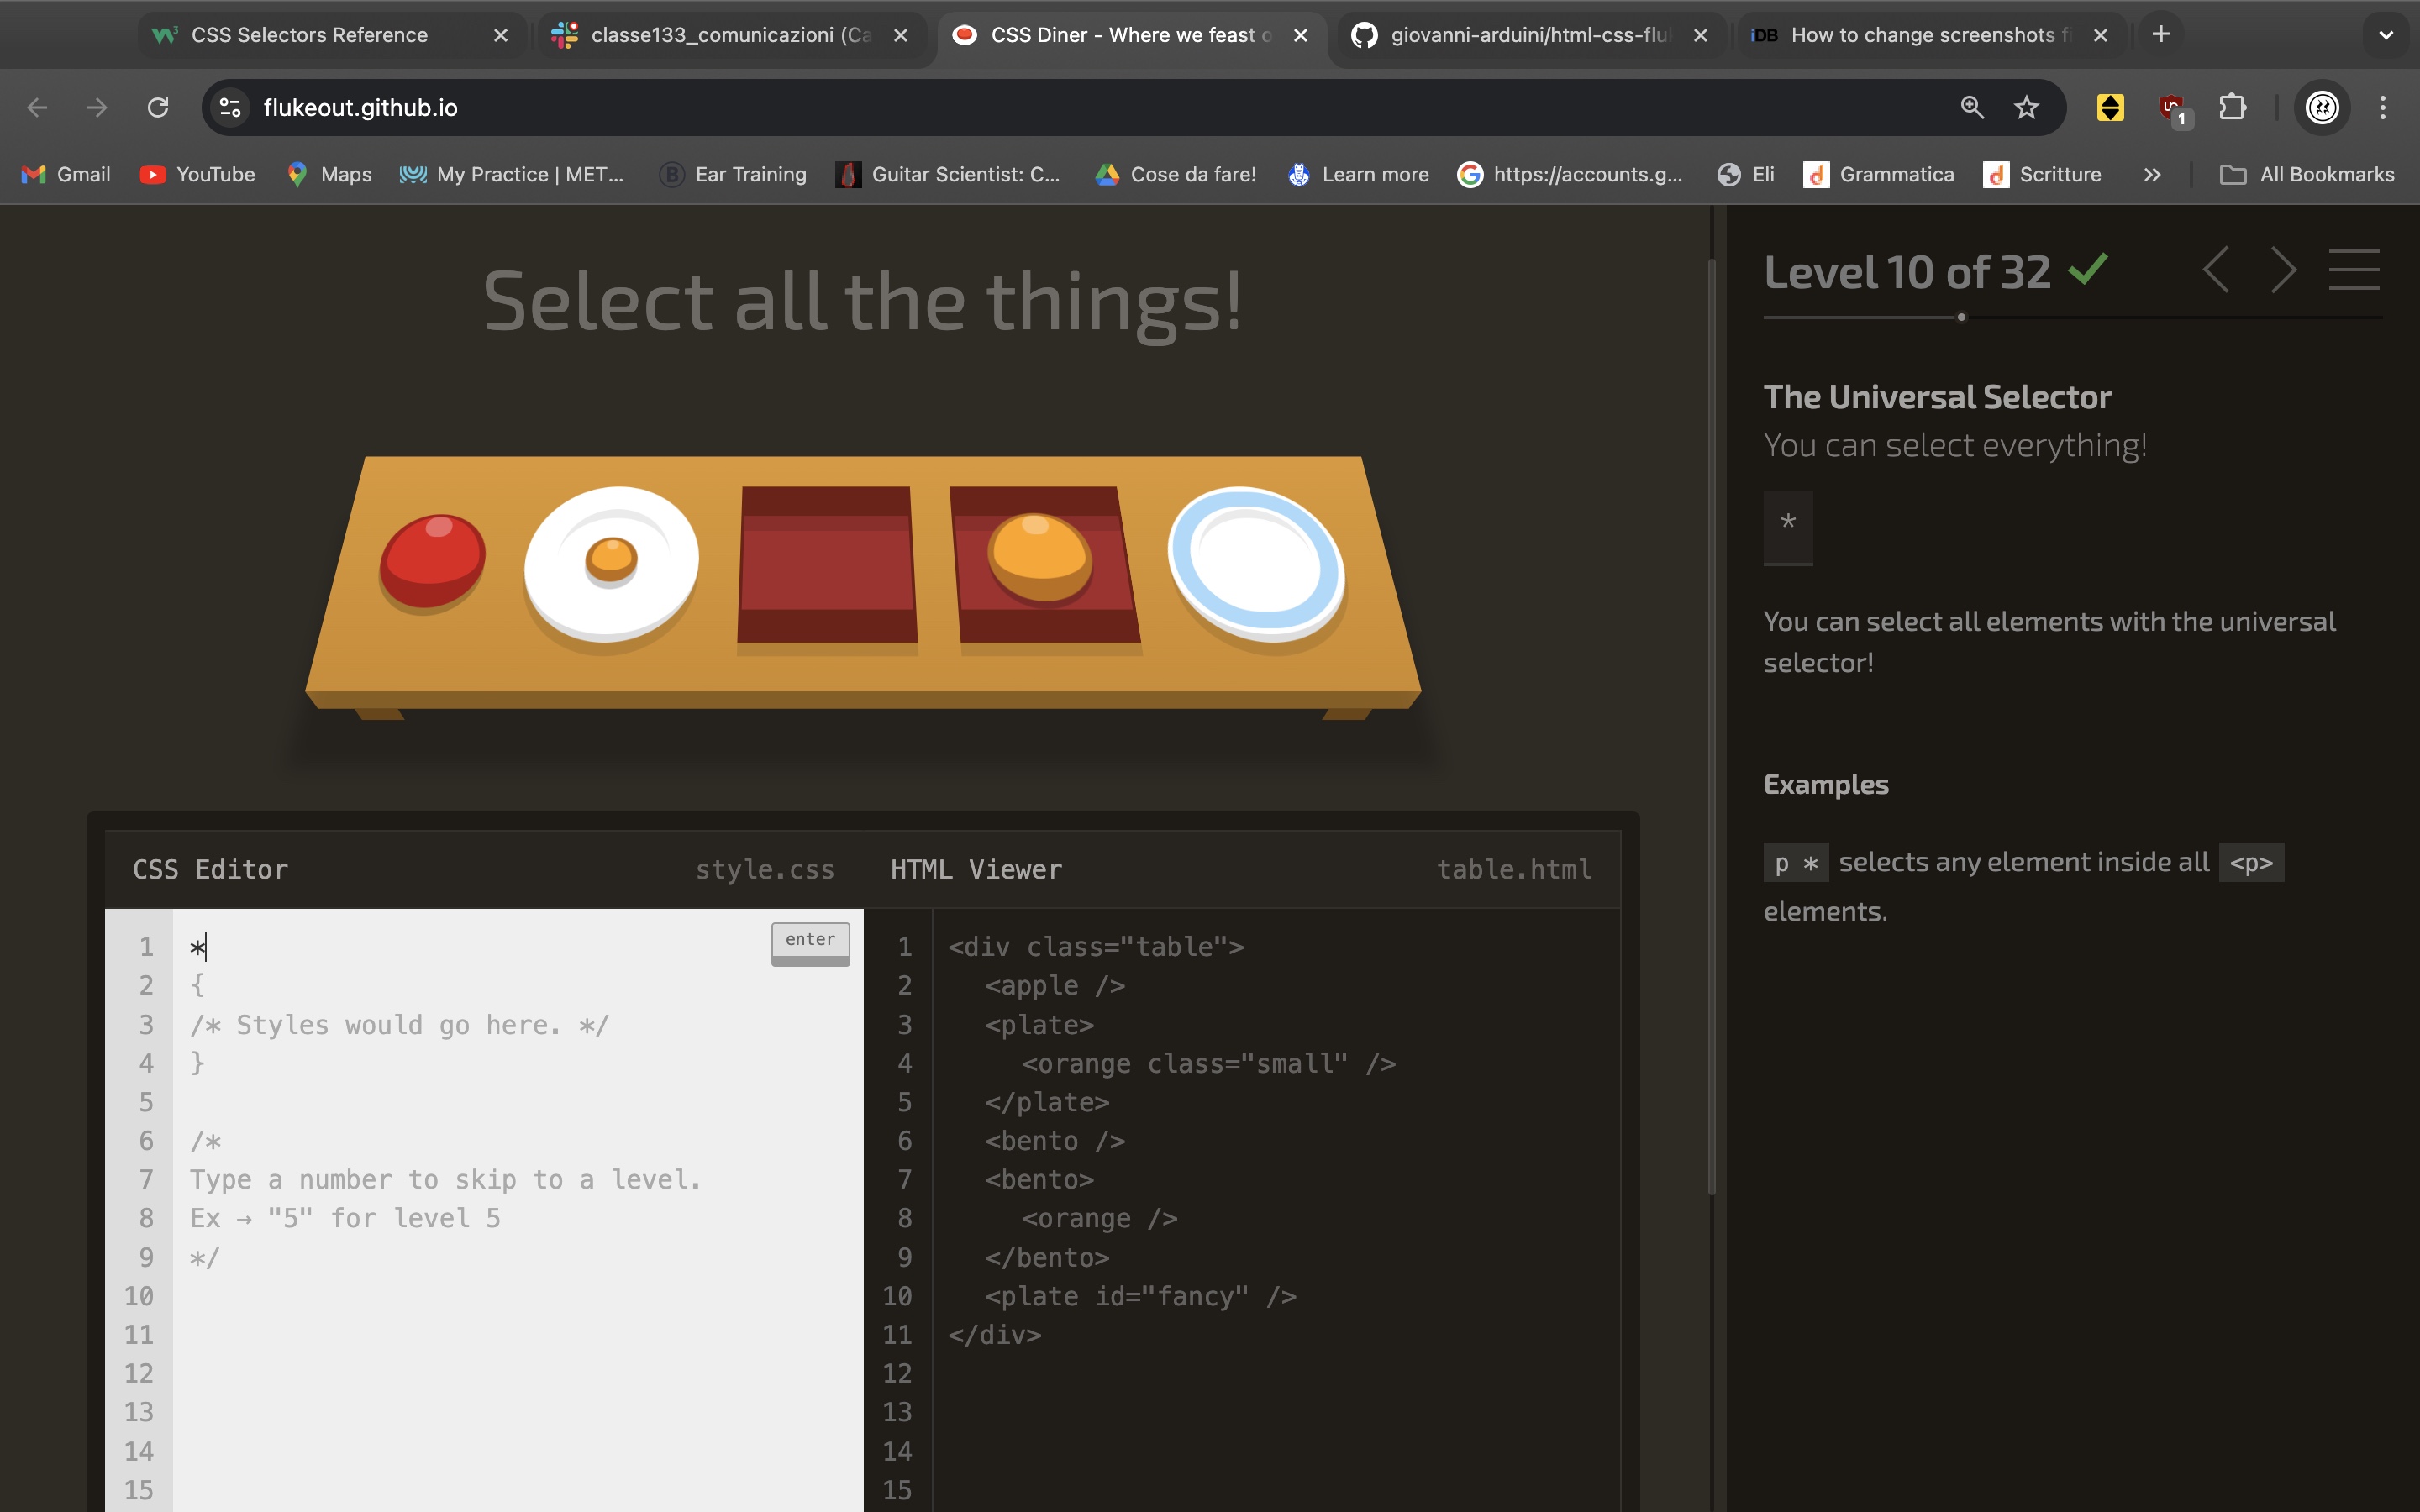 CSS Selectors Reference
classe133_comunicazioni (Ca
CSS Diner - Where we feast o
giovanni-arduini/html-css-flu
iDB How to change screenshots f
flukeout.github.io
1
Gmail YouTube Maps My Practice | MET... B Ear Training Guitar Scientist: C... Cose da fare! Learn more https://accounts.g... Eli Grammatica Scritture » All Bookmarks
Select all the things!
CSS Editor style.css
1 *
enter
2 {
3 /* Styles would go here. */
4 }
5
6 /*
7 Type a number to skip to a level.
8 Ex → "5" for level 5
9 */
10
11
12
13
14
15
HTML Viewer table.html
1 <div class="table">
2 <apple />
3 <plate>
4 <orange class="small" />
5 </plate>
6 <bento />
7 <bento>
8 <orange />
9 </bento>
10 <plate id="fancy" />
11 </div>
12
13
14
15
Level 10 of 32
The Universal Selector
You can select everything!
*
You can select all elements with the universal
selector!
Examples
p * selects any element inside all <p>
elements.